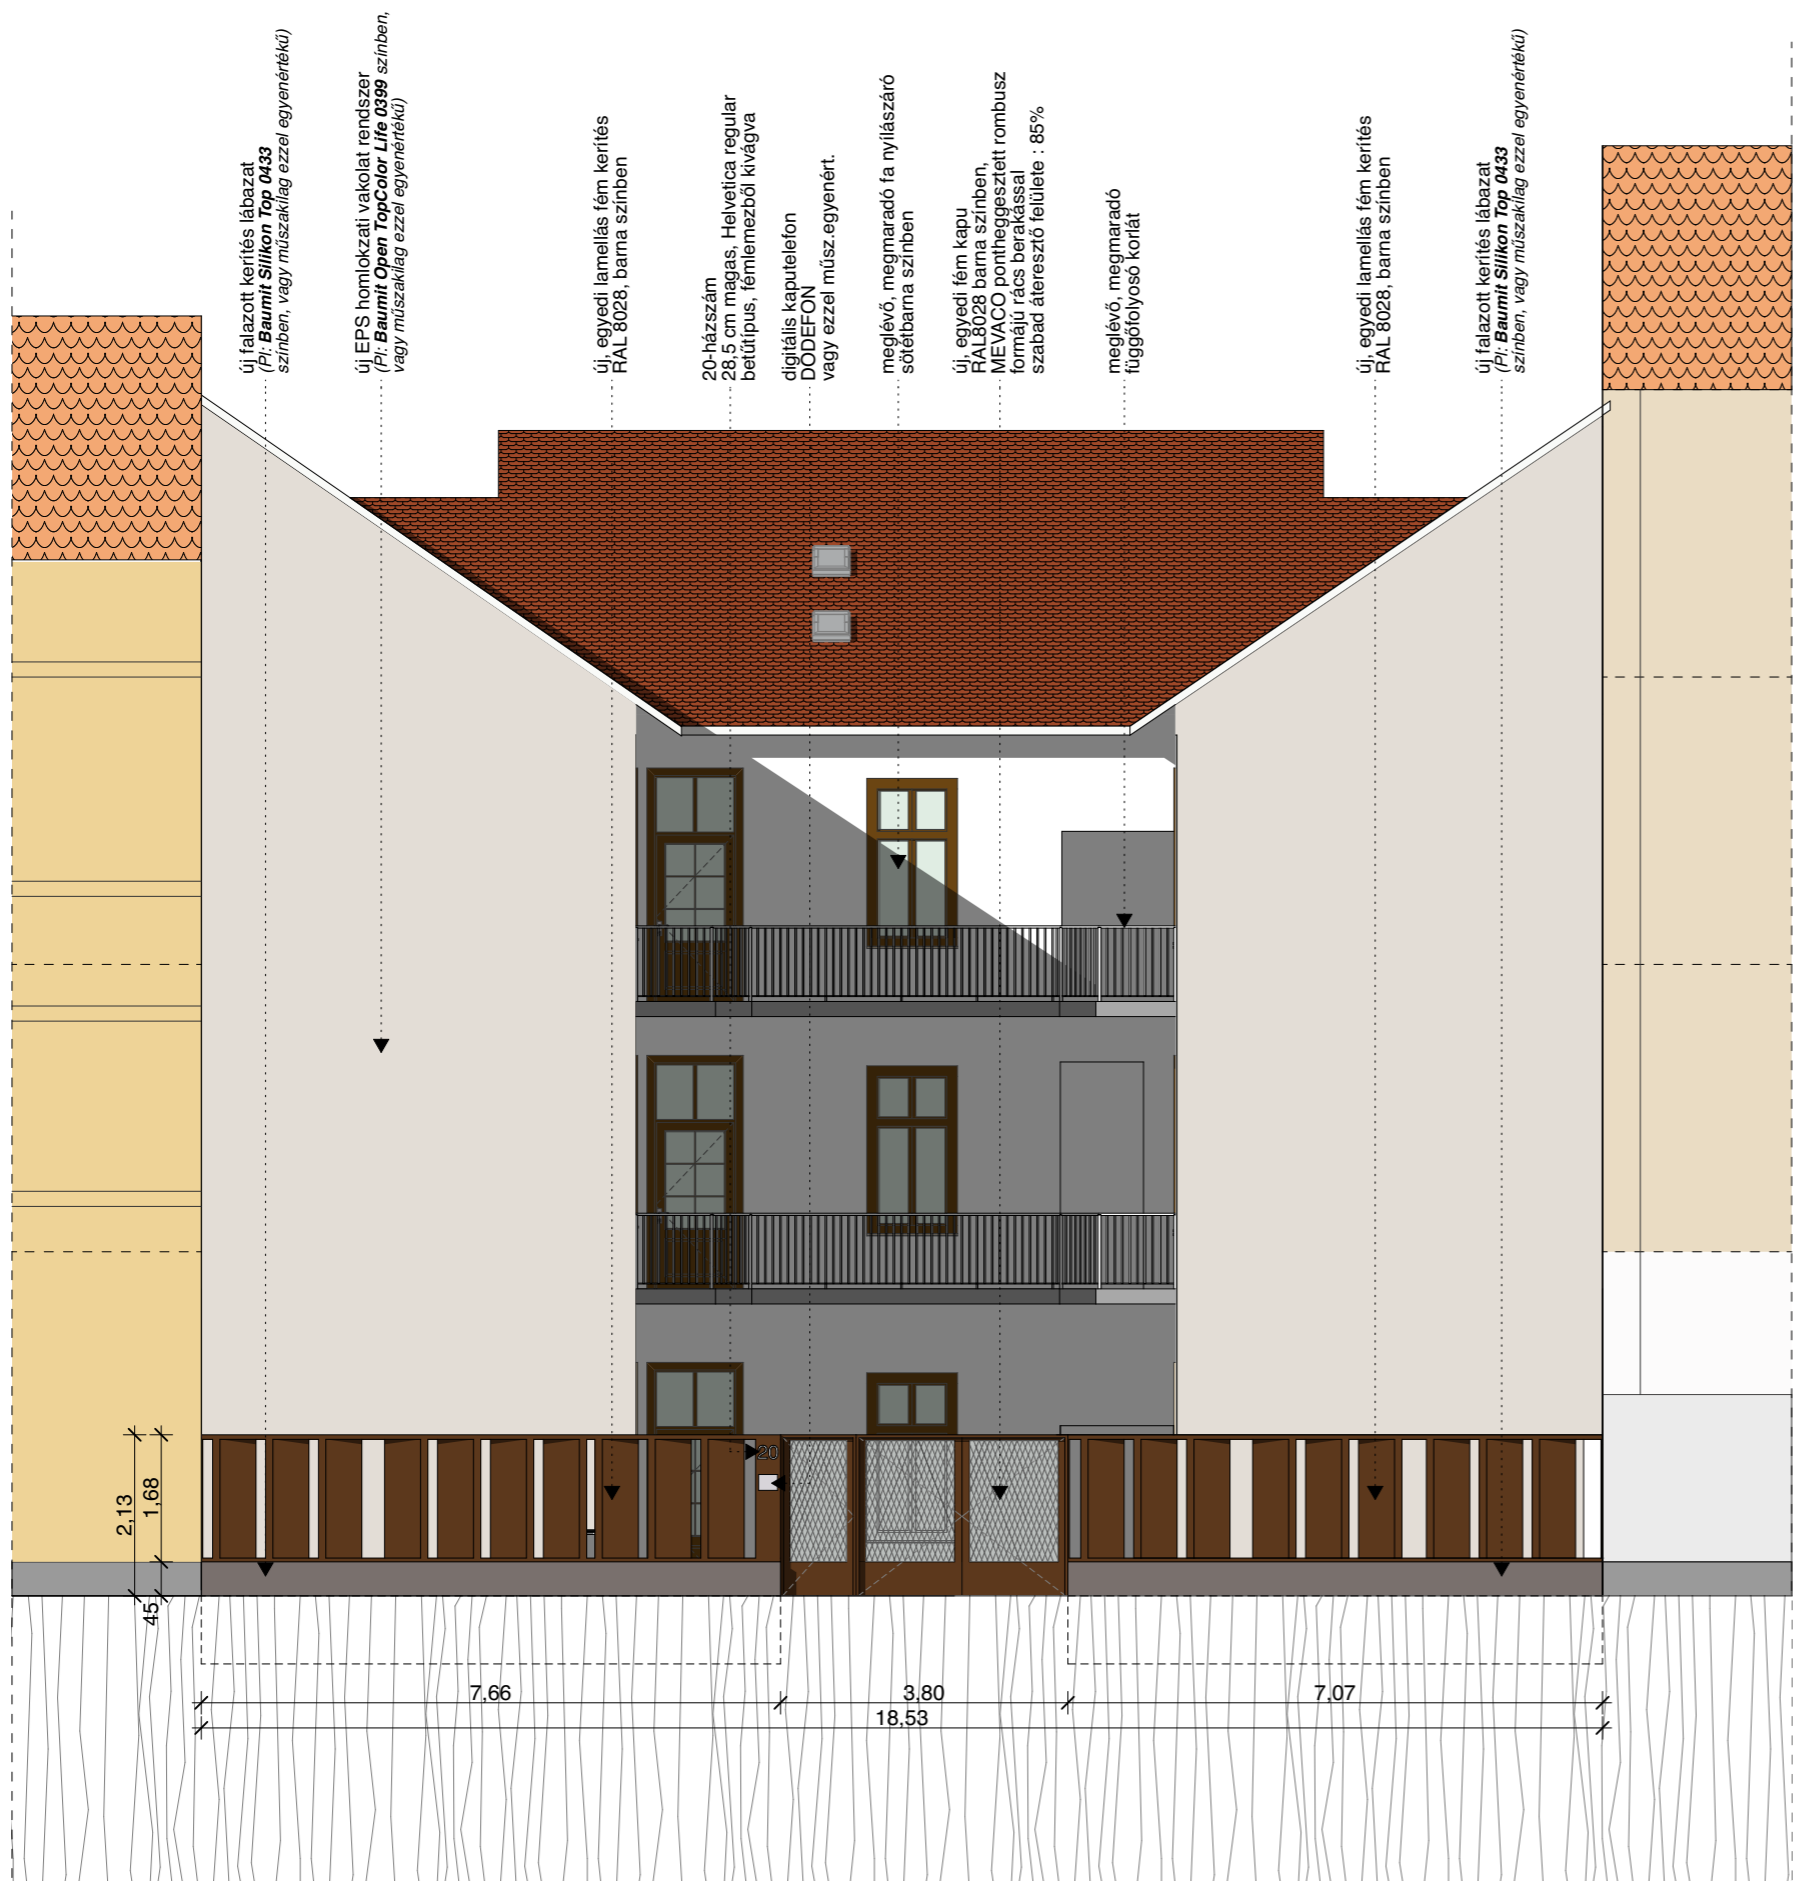 új falazott kerítés lábazat
(Pl: Baumit Silikon Top 0433
színben, vagy műszakilag ezzel egyenértékű)
új EPS homlokzati vakolat rendszer
(Pl: Baumit Open TopColor Life 0399 színben,
vagy műszakilag ezzel egyenértékű)
új, egyedi lamellás fém kerítés
RAL 8028, barna színben
20-házszám
28,5 cm magas, Helvetica regular
betűtípus, fémlemezből kivágva
digitális kaputelefon
DODEFON
vagy ezzel műsz.egyenért.
meglévő, megmaradó fa nyílászáró
sötétbarna színben
új, egyedi fém kapu
RAL8028 barna színben,
MEVACO pontheggesztett rombusz
formájú rács berakással
szabad áteresztő felülete : 85%
meglévő, megmaradó
függőfolyosó korlát
új, egyedi lamellás fém kerítés
RAL 8028, barna színben
új falazott kerítés lábazat
(Pl: Baumit Silikon Top 0433
színben, vagy műszakilag ezzel egyenértékű)
20
2,13
1,68
45
7,66
3,80
7,07
18,53